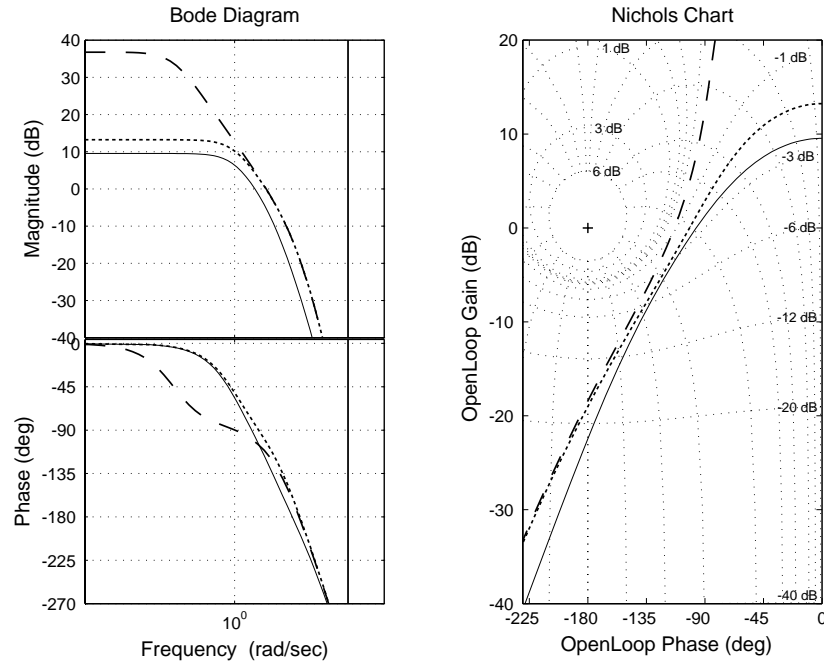 Bode Diagram
Magnitude (dB)
40
30
20
10
0
-10
-20
-30
-40
Phase (deg)
0
-45
-90
-135
-180
-225
-270
10^0
Frequency (rad/sec)
Nichols Chart
OpenLoop Gain (dB)
20
10
0
-10
-20
-30
-40
1 dB
3 dB
6 dB
-1 dB
-3 dB
-6 dB
-12 dB
-20 dB
-40 dB
-225
-180
-135
-90
-45
0
OpenLoop Phase (deg)